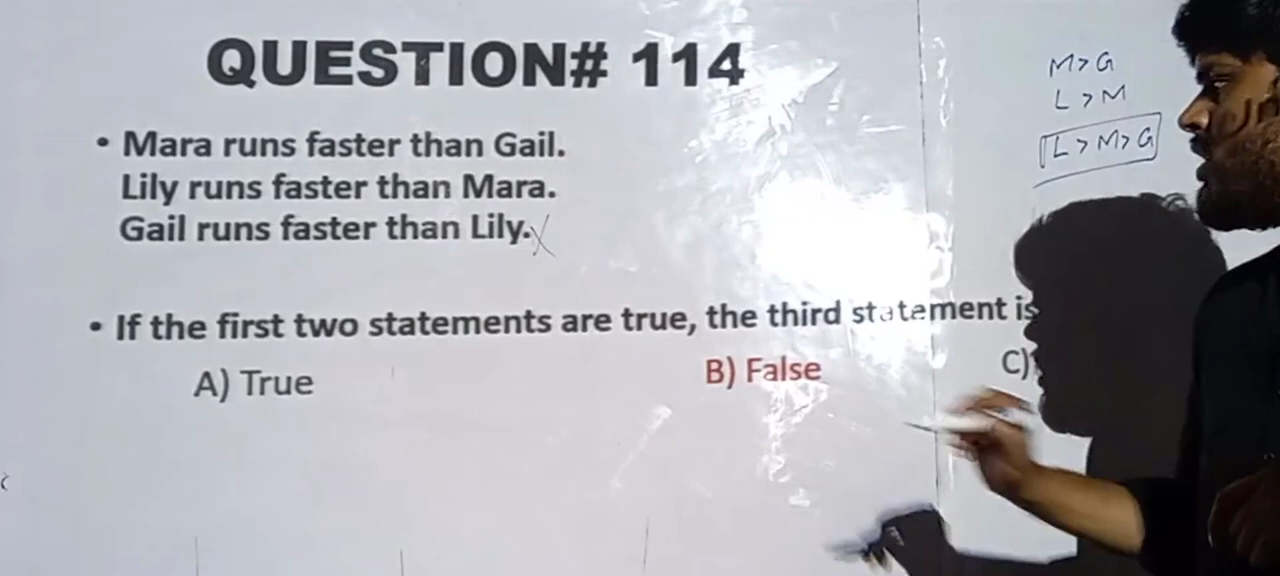 QUESTION# 114
• Mara runs faster than Gail.
Lily runs faster than Mara.
Gail runs faster than Lily.
• If the first two statements are true, the third statement is
A) True
B) False
C)
M>G
L>M
L>M>G